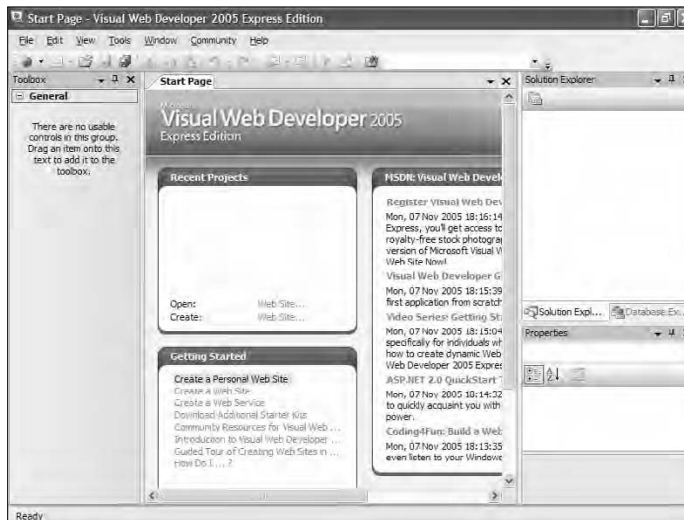 Start Page - Visual Web Developer 2005 Express Edition
File Edit View Tools Window Community Help
Toolbox
General
There are no usable
controls in this group.
Drag an item onto this
text to add it to the
toolbox.
Start Page
Microsoft
Visual Web Developer 2005
Express Edition
Recent Projects
Open: Web Site...
Create: Web Site...
Getting Started
Create a Personal Web Site
Create a Web Site
Create a Web Service
Download Additional Starter Kits
Community Resources for Visual Web ...
Introduction to Visual Web Developer ...
Guided Tour of Creating Web Sites in ...
How Do I ... ?
MSDN: Visual Web Devel
Register Visual Web Dev
Mon, 07 Nov 2005 18:16:14
Express, you'll get access to
royalty-free stock photogra
version of Microsoft Visual W
Web Site Now!
Visual Web Developer G
Mon, 07 Nov 2005 18:15:39
first application from scratch
Video Series: Getting St
Mon, 07 Nov 2005 18:15:04
specifically for individuals wh
how to create dynamic Web
Web Developer 2005 Expres
ASP.NET 2.0 QuickStart T
Mon, 07 Nov 2005 18:14:32
to quickly acquaint you with
power.
Coding4Fun: Build a Web
Mon, 07 Nov 2005 18:13:35
even listen to your Windows
Solution Explorer
Solution Expl...
Database Ex...
Properties
Ready